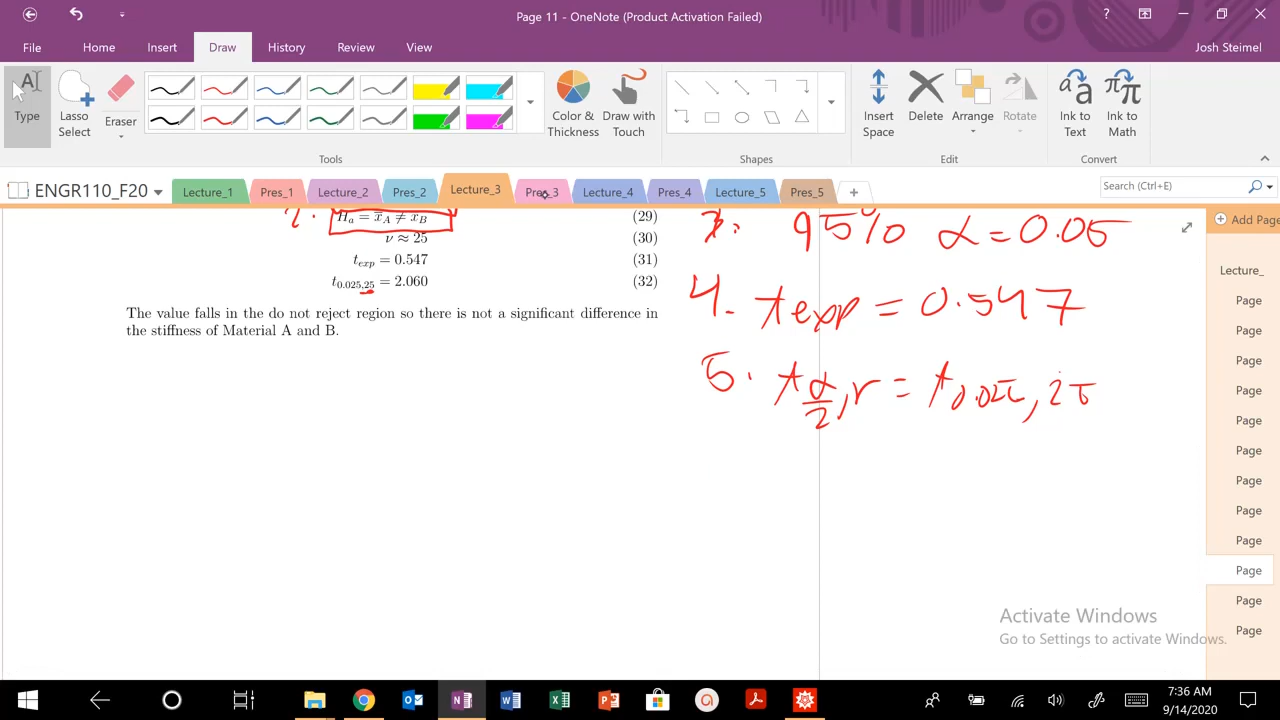 Page 11 - OneNote (Product Activation Failed)
?
File Home Insert Draw History Review View Josh Steimel
Type
Lasso Select
Eraser
Color & Thickness
Draw with Touch
Insert Space
Delete
Arrange
Rotate
Ink to Text
Ink to Math
Tools Shapes Edit Convert
ENGR110_F20 Lecture_1 Pres_1 Lecture_2 Pres_2 Lecture_3 Pres_3 Lecture_4 Pres_4 Lecture_5 Pres_5
Search (Ctrl+E)
Add Page
2. Hₐ = x̄_A ≠ x̄_B (29)
ν ≈ 25 (30)
t_exp = 0.547 (31)
t_0.025,25 = 2.060 (32)
The value falls in the do not reject region so there is not a significant difference in
the stiffness of Material A and B.
3. 95% α = 0.05
4. t exp = 0.547
5. t α/2, ν = t 0.025, 25
Lecture_
Page
Page
Page
Page
Page
Page
Page
Page
Page
Page
Page
Page
Activate Windows
Go to Settings to activate Windows.
7:36 AM
9/14/2020